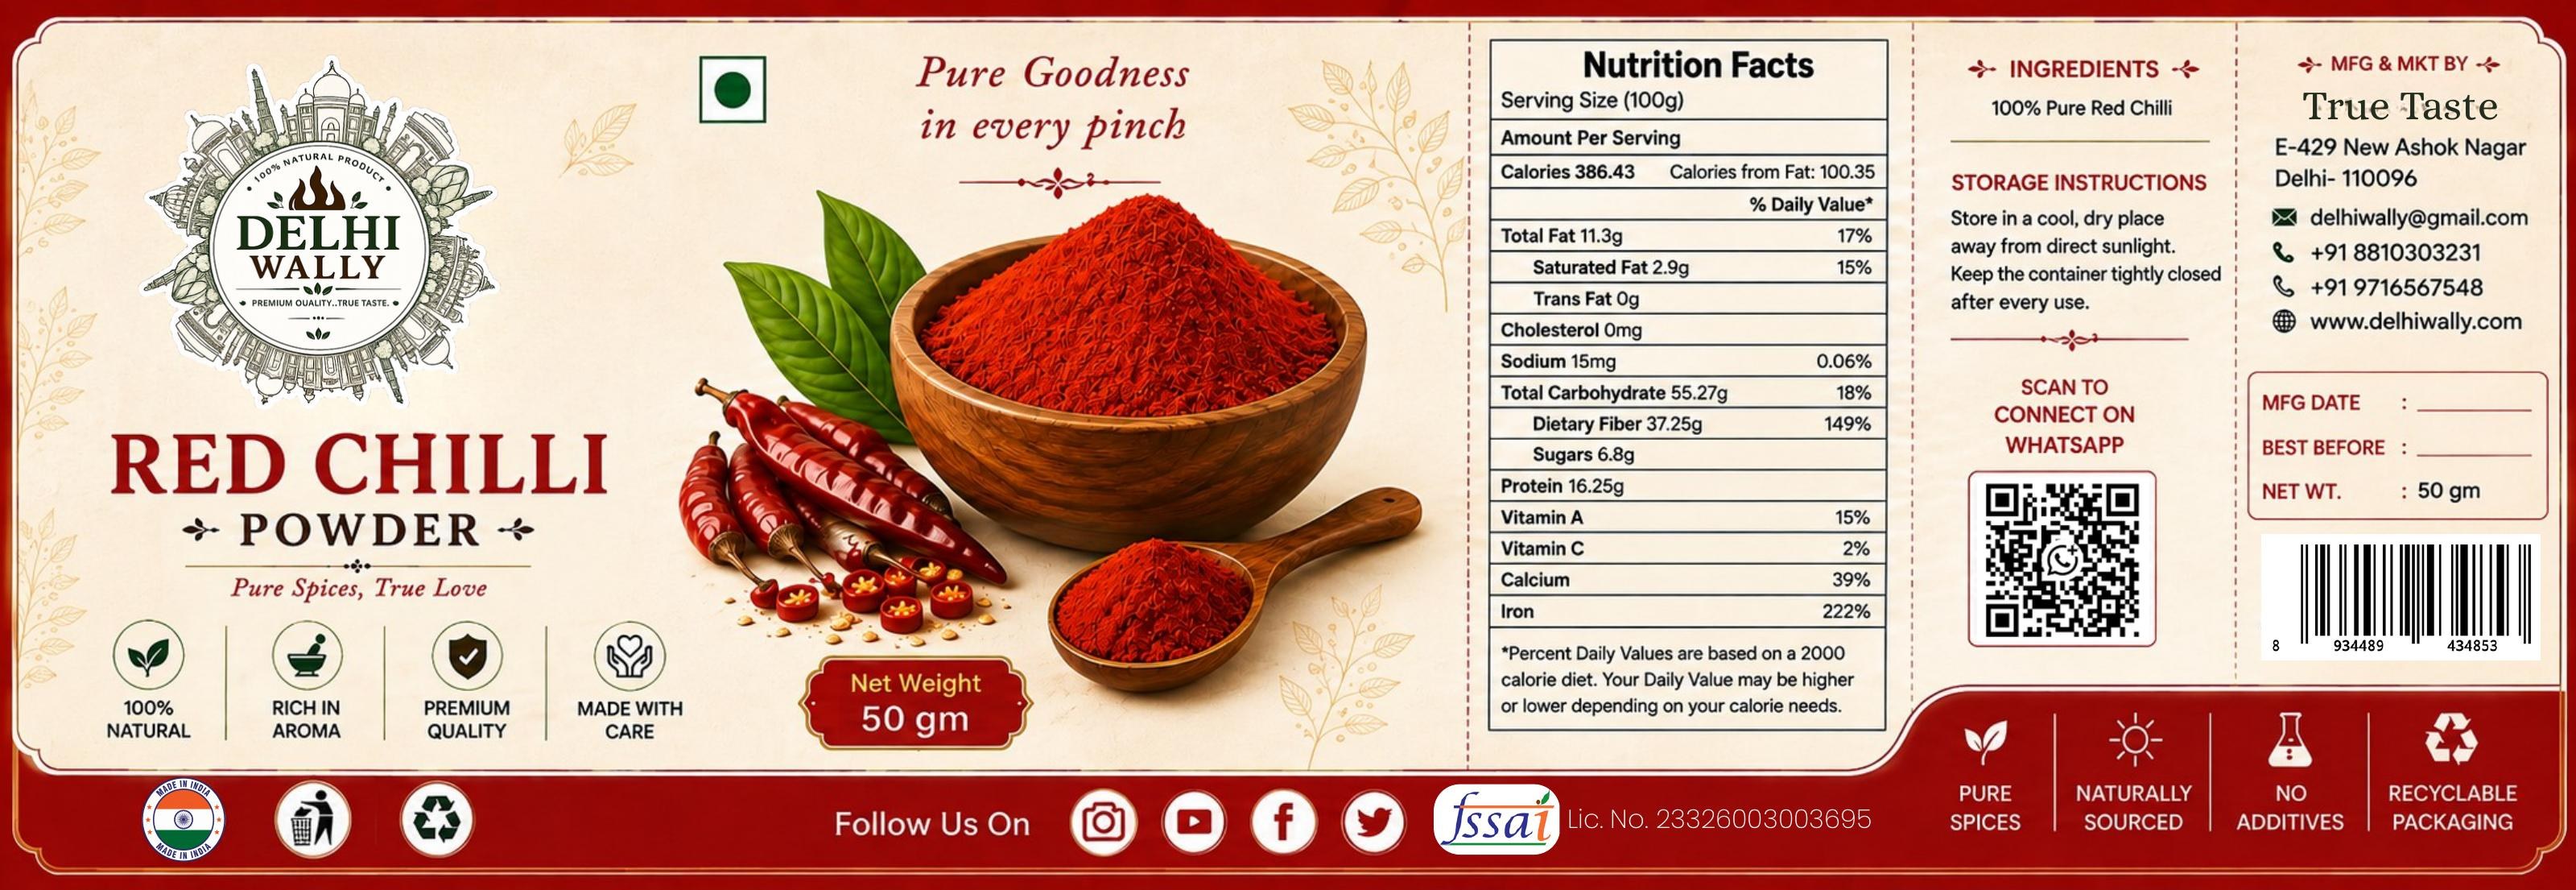 100% NATURAL PRODUCT
DELHI
WALLY
PREMIUM QUALITY..TRUE TASTE.
RED CHILLI
POWDER
Pure Spices, True Love
100%
NATURAL
RICH IN
AROMA
PREMIUM
QUALITY
MADE WITH
CARE
Pure Goodness
in every pinch
Net Weight
50 gm
Nutrition Facts
Serving Size (100g)
Amount Per Serving
Calories 386.43 Calories from Fat: 100.35
% Daily Value*
Total Fat 11.3g 17%
Saturated Fat 2.9g 15%
Trans Fat 0g
Cholesterol 0mg
Sodium 15mg 0.06%
Total Carbohydrate 55.27g 18%
Dietary Fiber 37.25g 149%
Sugars 6.8g
Protein 16.25g
Vitamin A 15%
Vitamin C 2%
Calcium 39%
Iron 222%
*Percent Daily Values are based on a 2000
calorie diet. Your Daily Value may be higher
or lower depending on your calorie needs.
INGREDIENTS
100% Pure Red Chilli
STORAGE INSTRUCTIONS
Store in a cool, dry place
away from direct sunlight.
Keep the container tightly closed
after every use.
SCAN TO
CONNECT ON
WHATSAPP
MFG & MKT BY
True Taste
E-429 New Ashok Nagar
Delhi- 110096
delhiwally@gmail.com
+91 8810303231
+91 9716567548
www.delhiwally.com
MFG DATE :
BEST BEFORE :
NET WT. : 50 gm
8 934489 434853
MADE IN INDIA
MADE IN INDIA
Follow Us On
fssai Lic. No. 23326003003695
PURE
SPICES
NATURALLY
SOURCED
NO
ADDITIVES
RECYCLABLE
PACKAGING